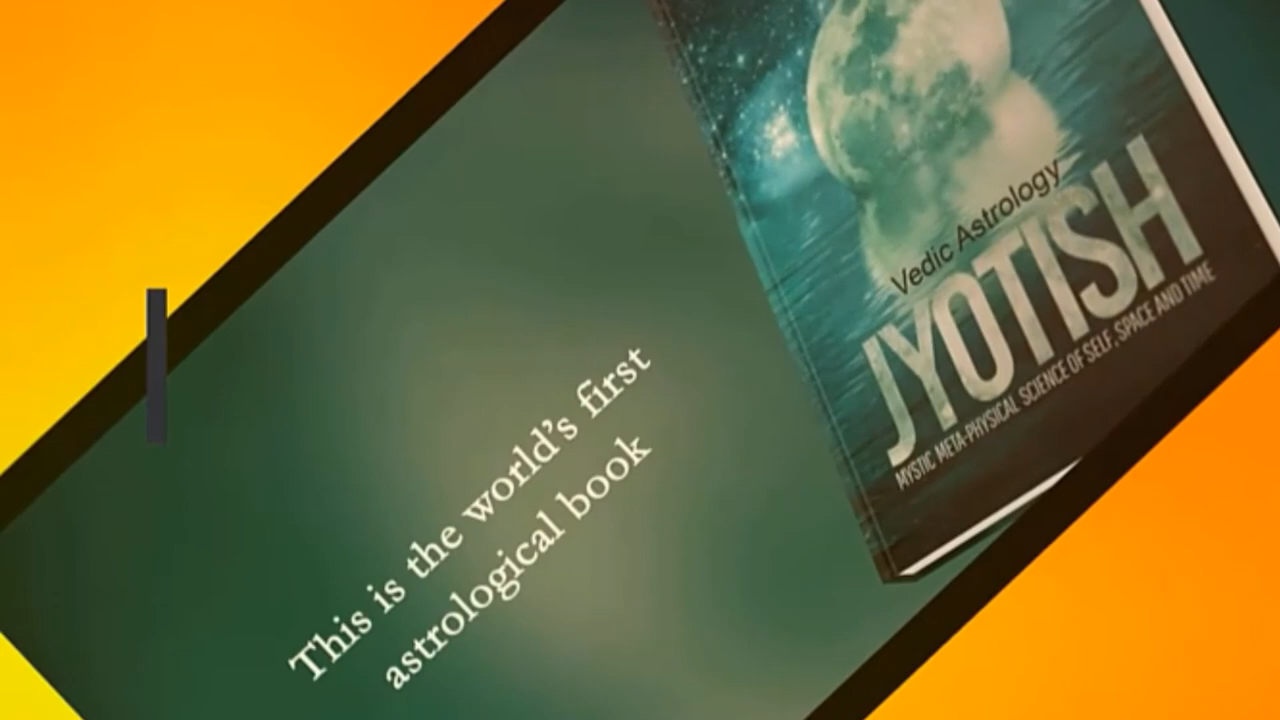 This is the world's first
astrological book
Vedic Astrology
JYOTISH
MYSTIC META-PHYSICAL SCIENCE OF SELF, SPACE AND TIME